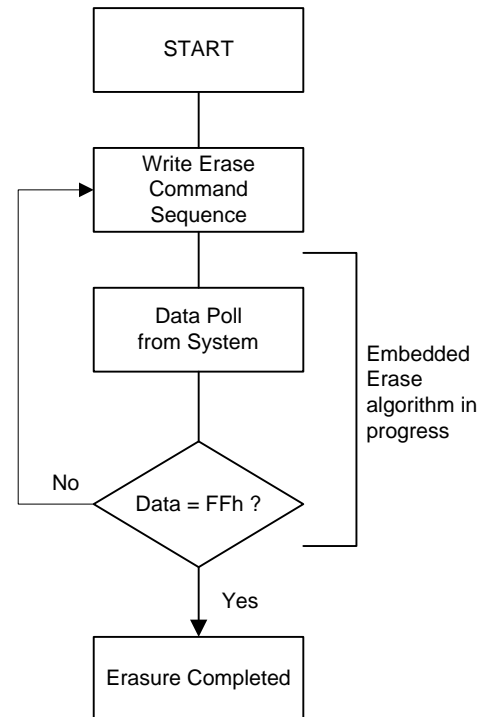 START
Write Erase
Command
Sequence
Data Poll
from System
Embedded
Erase
algorithm in
progress
No
Data = FFh ?
Yes
Erasure Completed